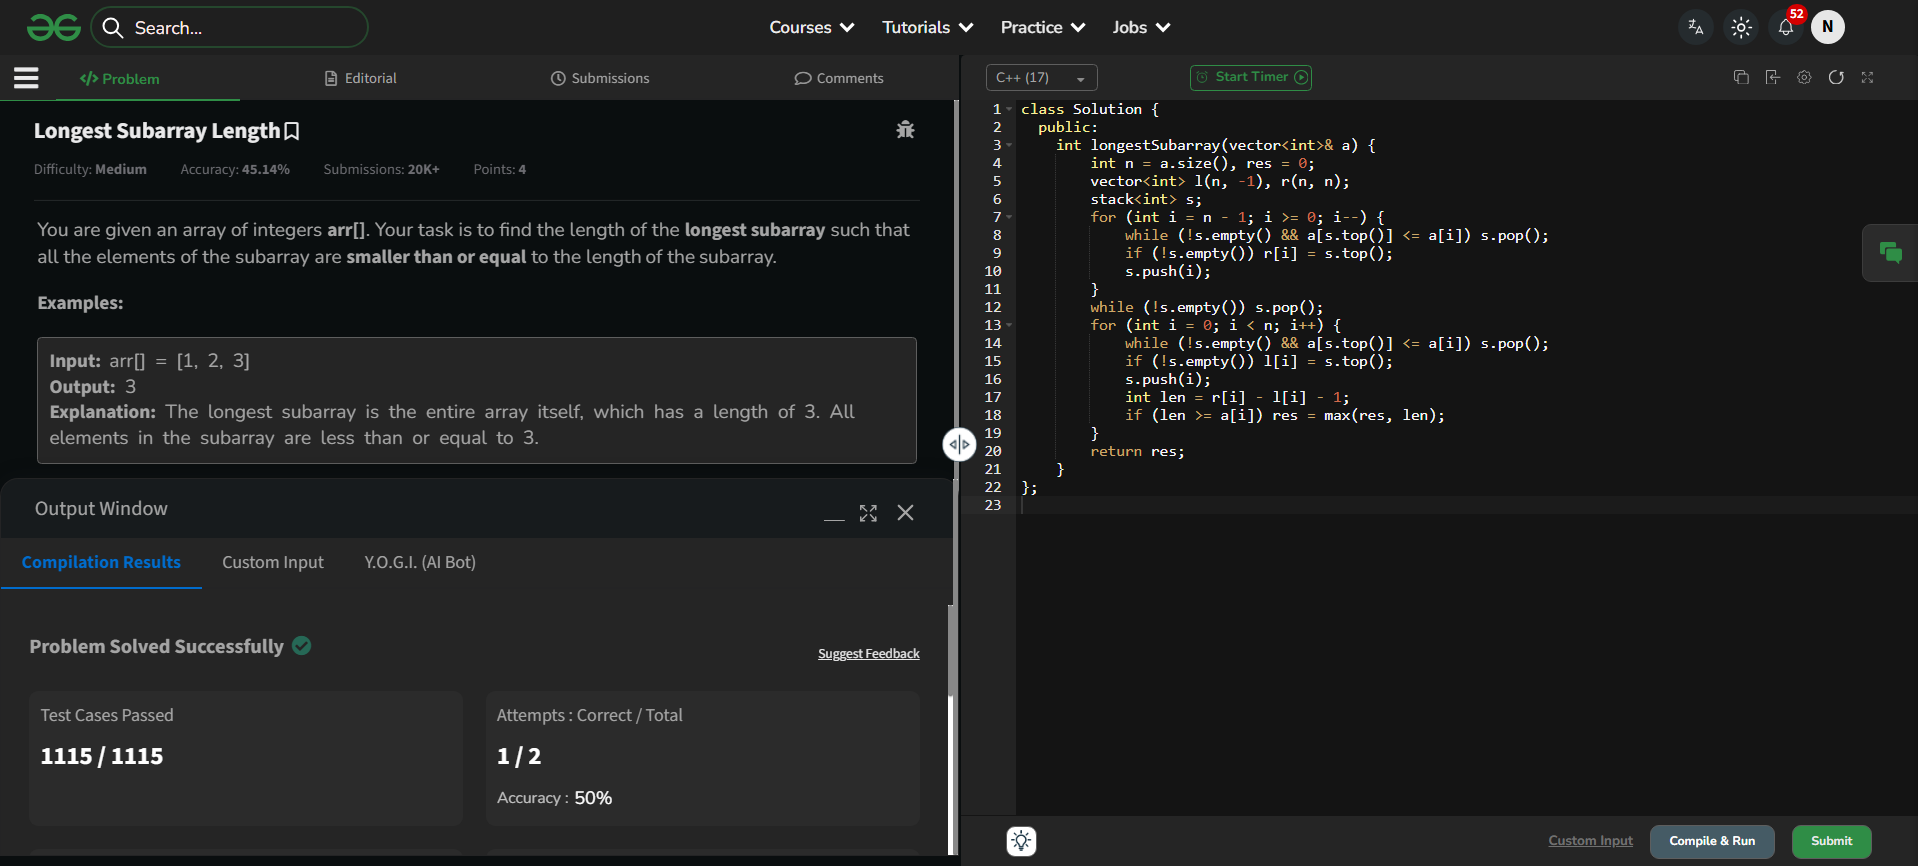 Search...
Courses
Tutorials
Practice
Jobs
52
N
</> Problem
Editorial
Submissions
Comments
Longest Subarray Length
Difficulty: Medium Accuracy: 45.14% Submissions: 20K+ Points: 4
You are given an array of integers arr[]. Your task is to find the length of the longest subarray such that
all the elements of the subarray are smaller than or equal to the length of the subarray.
Examples:
Input: arr[] = [1, 2, 3]
Output: 3
Explanation: The longest subarray is the entire array itself, which has a length of 3. All
elements in the subarray are less than or equal to 3.
Output Window
Compilation Results
Custom Input
Y.O.G.I. (AI Bot)
Problem Solved Successfully
Suggest Feedback
Test Cases Passed
1115 / 1115
Attempts : Correct / Total
1 / 2
Accuracy : 50%
C++ (17)
Start Timer
1 class Solution {
2 public:
3 int longestSubarray(vector<int>& a) {
4 int n = a.size(), res = 0;
5 vector<int> l(n, -1), r(n, n);
6 stack<int> s;
7 for (int i = n - 1; i >= 0; i--) {
8 while (!s.empty() && a[s.top()] <= a[i]) s.pop();
9 if (!s.empty()) r[i] = s.top();
10 s.push(i);
11 }
12 while (!s.empty()) s.pop();
13 for (int i = 0; i < n; i++) {
14 while (!s.empty() && a[s.top()] <= a[i]) s.pop();
15 if (!s.empty()) l[i] = s.top();
16 s.push(i);
17 int len = r[i] - l[i] - 1;
18 if (len >= a[i]) res = max(res, len);
19 }
20 return res;
21 }
22 };
23
Custom Input
Compile & Run
Submit